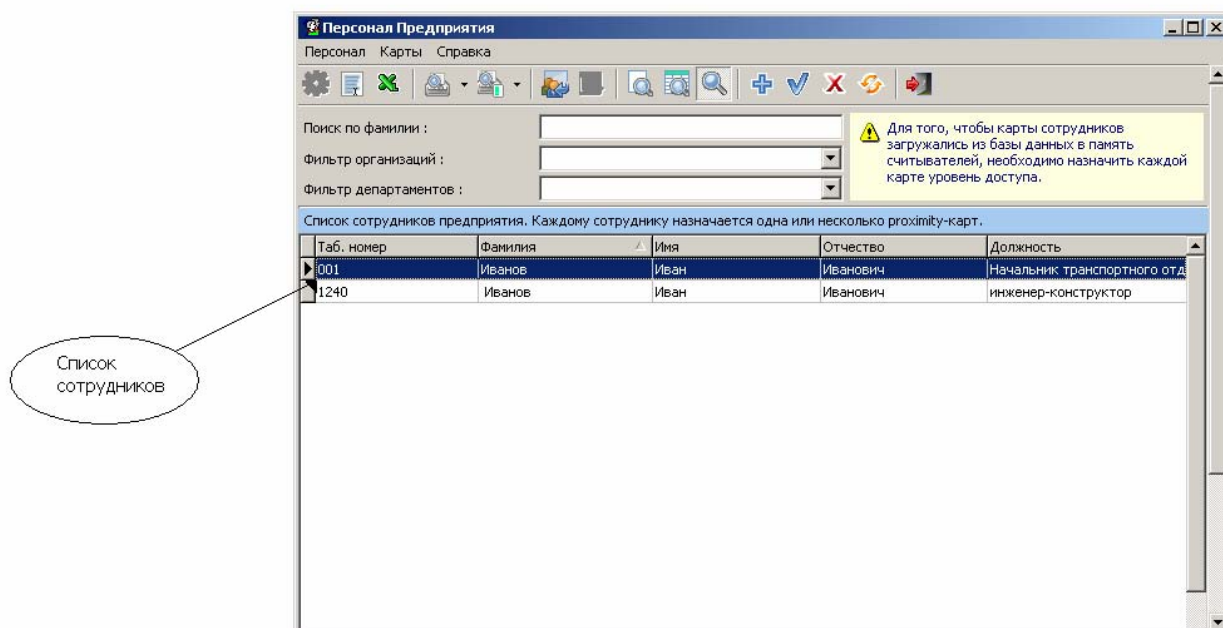 Персонал Предприятия
Персонал Карты Справка
Поиск по фамилии :
Фильтр организаций :
Фильтр департаментов :
Для того, чтобы карты сотрудников
загружались из базы данных в память
считывателей, необходимо назначить каждой
карте уровень доступа.
Список сотрудников предприятия. Каждому сотруднику назначается одна или несколько proximity-карт.
Таб. номер Фамилия Имя Отчество Должность
001 Иванов Иван Иванович Начальник транспортного отд
1240 Иванов Иван Иванович инженер-конструктор
Список
сотрудников